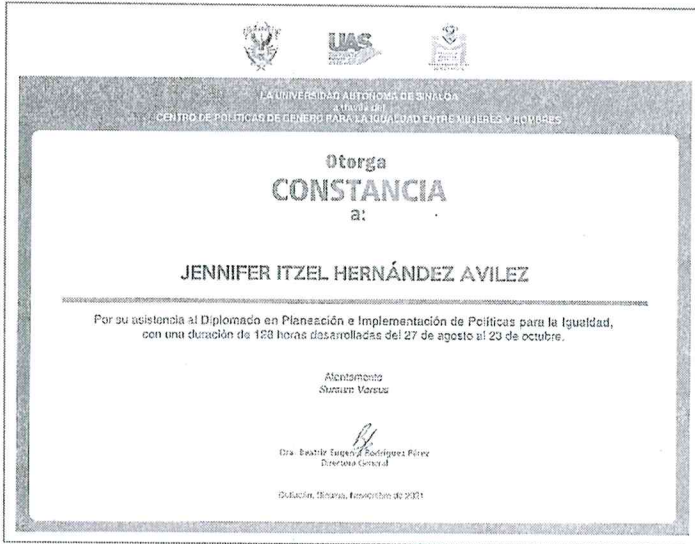 UAS
LA UNIVERSIDAD AUTÓNOMA DE SINALOA
a través del
CENTRO DE POLÍTICAS DE GÉNERO PARA LA IGUALDAD ENTRE MUJERES Y HOMBRES
Otorga
CONSTANCIA
a:
JENNIFER ITZEL HERNÁNDEZ AVILEZ
Por su asistencia al Diplomado en Planeación e Implementación de Políticas para la Igualdad,
con una duración de 128 horas desarrolladas del 27 de agosto al 23 de octubre.
Atentamente
Sursum Versus
Dra. Beatriz Eugenia Rodríguez Pérez
Directora General
Culiacán, Sinaloa, Noviembre de 2021